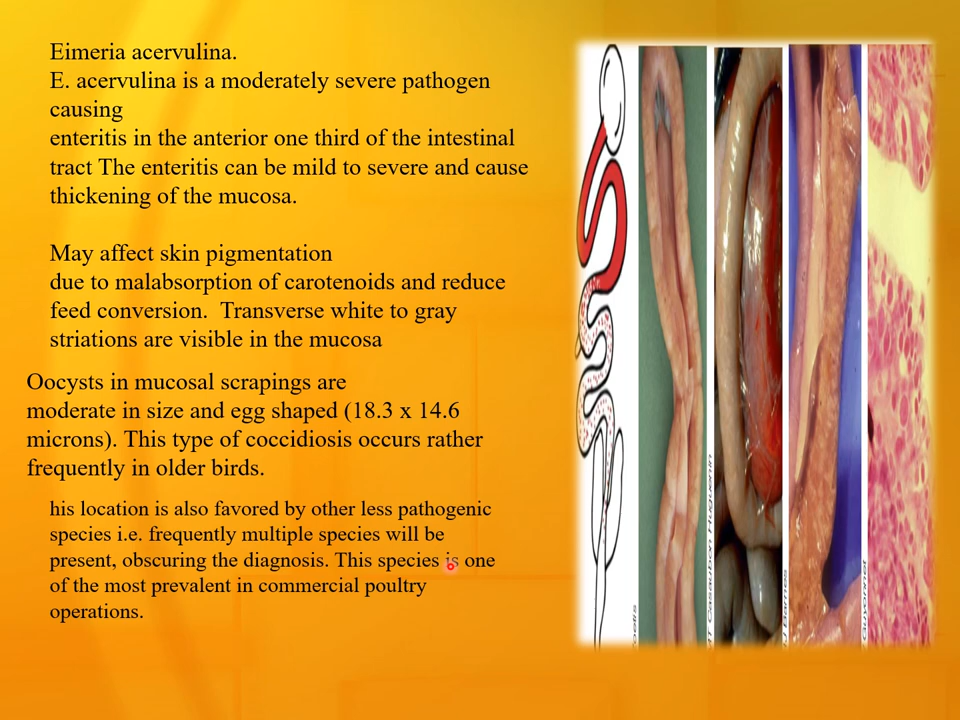 Eimeria acervulina.
E. acervulina is a moderately severe pathogen
causing
enteritis in the anterior one third of the intestinal
tract The enteritis can be mild to severe and cause
thickening of the mucosa.
May affect skin pigmentation
due to malabsorption of carotenoids and reduce
feed conversion.  Transverse white to gray
striations are visible in the mucosa
Oocysts in mucosal scrapings are
moderate in size and egg shaped (18.3 x 14.6
microns). This type of coccidiosis occurs rather
frequently in older birds.
his location is also favored by other less pathogenic
species i.e. frequently multiple species will be
present, obscuring the diagnosis. This species is one
of the most prevalent in commercial poultry
operations.
Casaubon Huguenin
Barnes
Guyonnet